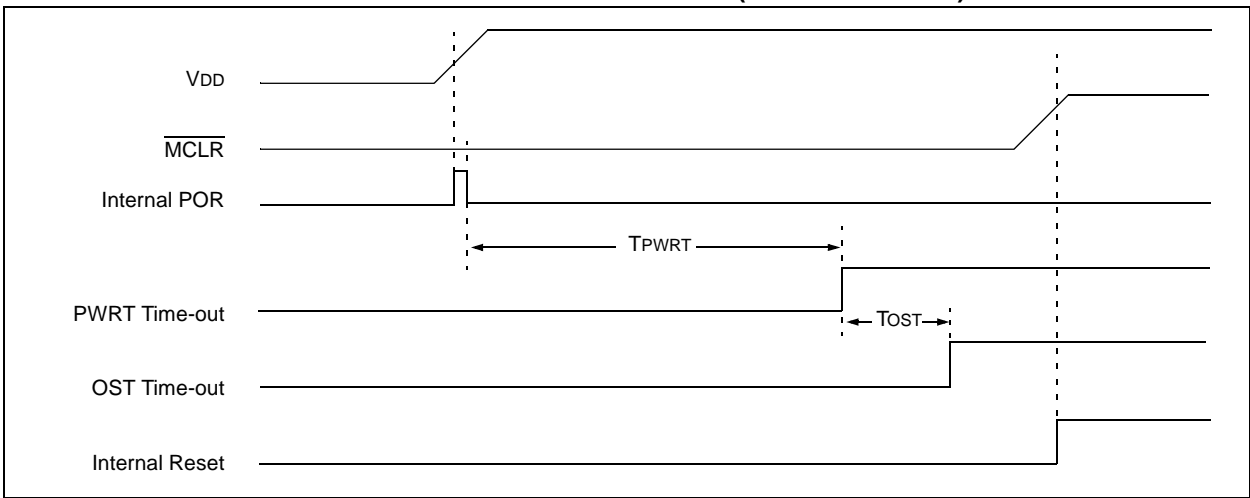 VDD
MCLR
Internal POR
TPWRT
PWRT Time-out
TOST
OST Time-out
Internal Reset